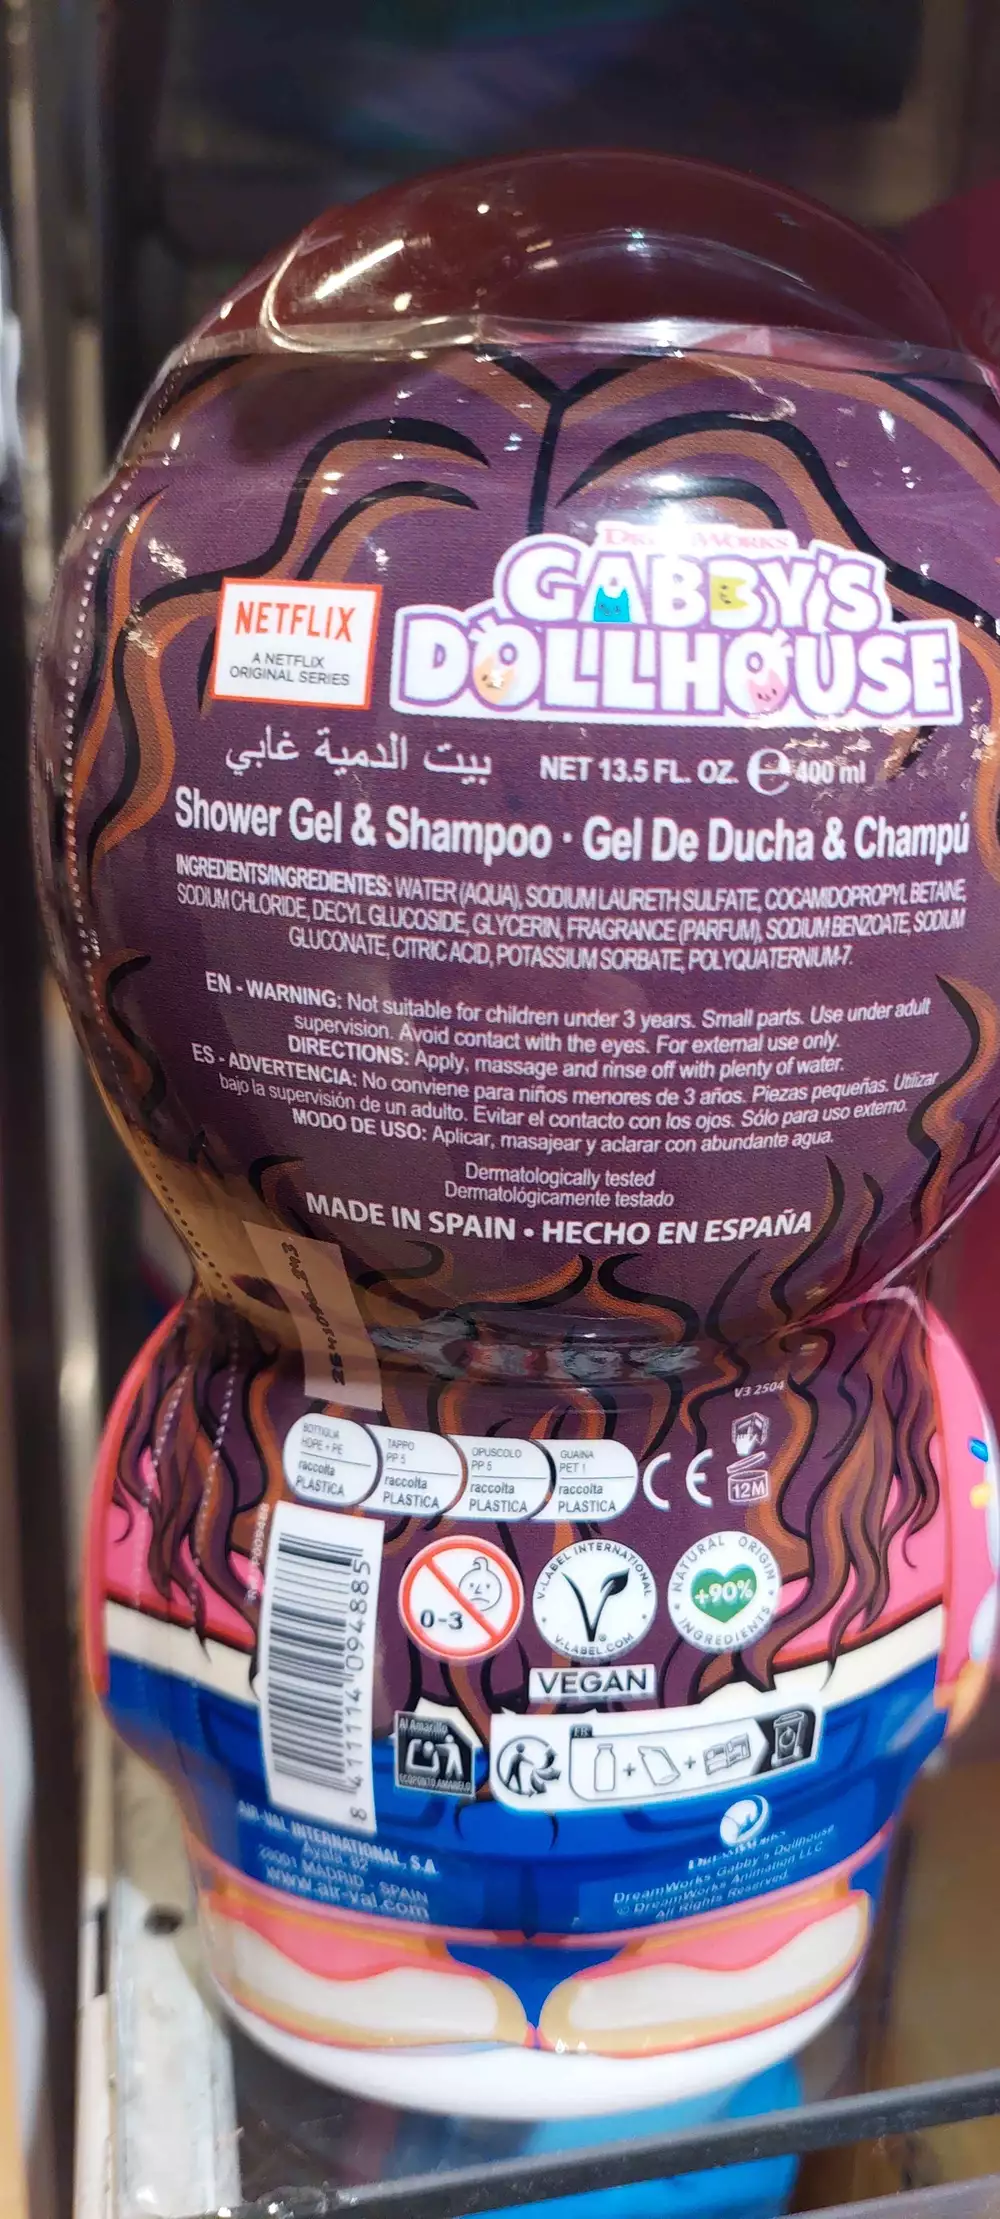 DREAMWORKS
GABBY'S
DOLLHOUSE
NETFLIX
A NETFLIX
ORIGINAL SERIES
بيت الدمية غابي
NET 13.5 FL. OZ. ℮ 400 ml
Shower Gel & Shampoo · Gel De Ducha & Champú
INGREDIENTS/INGREDIENTES: WATER (AQUA), SODIUM LAURETH SULFATE, COCAMIDOPROPYL BETAINE,
SODIUM CHLORIDE, DECYL GLUCOSIDE, GLYCERIN, FRAGRANCE (PARFUM), SODIUM BENZOATE, SODIUM
GLUCONATE, CITRIC ACID, POTASSIUM SORBATE, POLYQUATERNIUM-7.
EN - WARNING: Not suitable for children under 3 years. Small parts. Use under adult
supervision. Avoid contact with the eyes. For external use only.
DIRECTIONS: Apply, massage and rinse off with plenty of water.
ES - ADVERTENCIA: No conviene para niños menores de 3 años. Piezas pequeñas. Utilizar
bajo la supervisión de un adulto. Evitar el contacto con los ojos. Sólo para uso externo.
MODO DE USO: Aplicar, masajear y aclarar con abundante agua.
Dermatologically tested
Dermatológicamente testado
MADE IN SPAIN • HECHO EN ESPAÑA
V3 2504
BOTTIGLIA
HDPE + PE
raccolta
PLASTICA
TAPPO
PP 5
raccolta
PLASTICA
OPUSCOLO
PP 5
raccolta
PLASTICA
GUAINA
PET 1
raccolta
PLASTICA
CE
12M
0-3
V-LABEL INTERNATIONAL
V-LABEL.COM
VEGAN
NATURAL ORIGIN
+90%
INGREDIENTS
8 411114 094885
Al Amarillo
ECOPONTO AMARELO
FR
AIR-VAL INTERNATIONAL, S.A.
Ayala, 62
28001 MADRID - SPAIN
www.air-val.com
DreamWorks Gabby's Dollhouse
© DreamWorks Animation LLC
All Rights Reserved